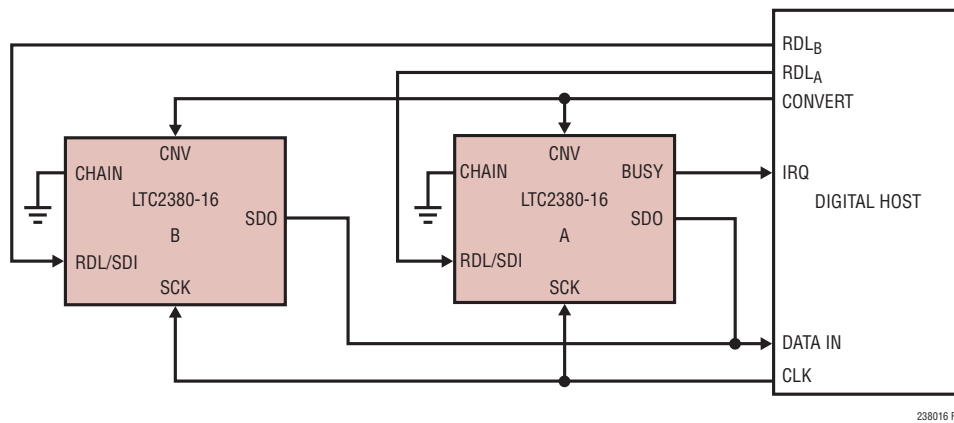 RDLB
RDLA
CONVERT
CNV
CHAIN
LTC2380-16
SDO
B
RDL/SDI
SCK
CNV
CHAIN
BUSY
LTC2380-16
SDO
A
RDL/SDI
SCK
IRQ
DIGITAL HOST
DATA IN
CLK
238016 F